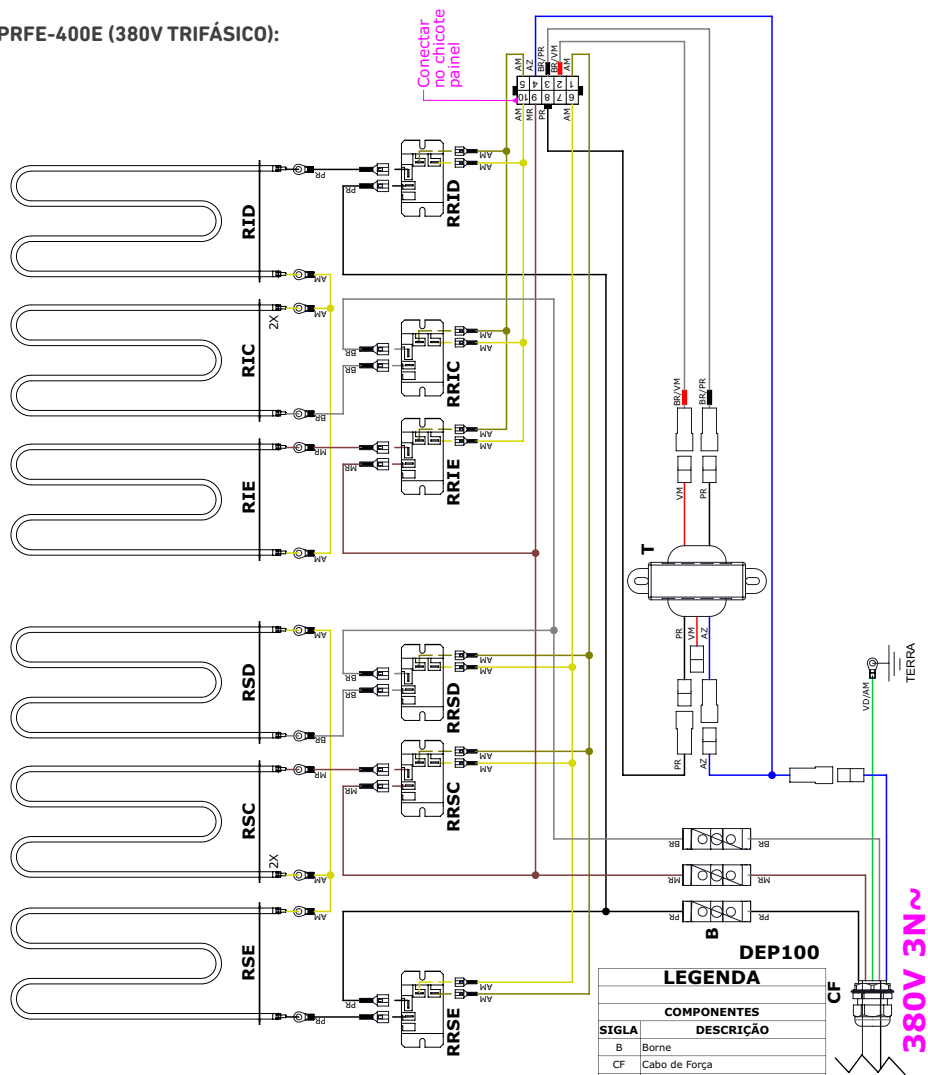 PRFE-400E (380V TRIFÁSICO):
Conectar
no chicote
painel
AM
AZ
BR/PR
BR/VM
AM
5
4
3
2
1
10
9
8
7
6
AM
MR
PR
AM
RID
PR
AM
PR
PR
AM
AM
RRID
2X
AM
RIC
BR
BR
BR
AM
AM
RRIC
RIE
MR
AM
MR
MR
AM
AM
RRIE
BR/VM
BR/PR
VM
PR
T
PR
VM
AZ
PR
AZ
VD/AM
TERRA
RSD
AM
BR
BR
BR
AM
AM
RRSD
RSC
MR
2X
AM
MR
MR
AM
AM
RRSC
BR
BR
MR
MR
PR
PR
B
RSE
AM
PR
PR
PR
AM
AM
RRSE
DEP100
CF
380V 3N~
LEGENDA
COMPONENTES
SIGLA DESCRIÇÃO
B Borne
CF Cabo de Força